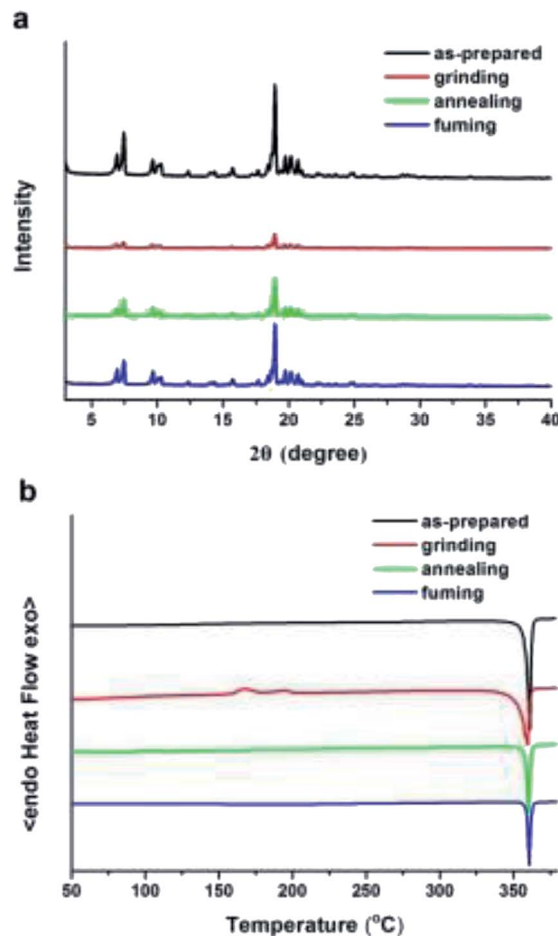 a
as-prepared
grinding
annealing
fuming
Intensity
5 10 15 20 25 30 35 40
2θ (degree)
b
as-prepared
grinding
annealing
fuming
<endo Heat Flow exo>
50 100 150 200 250 300 350
Temperature (°C)